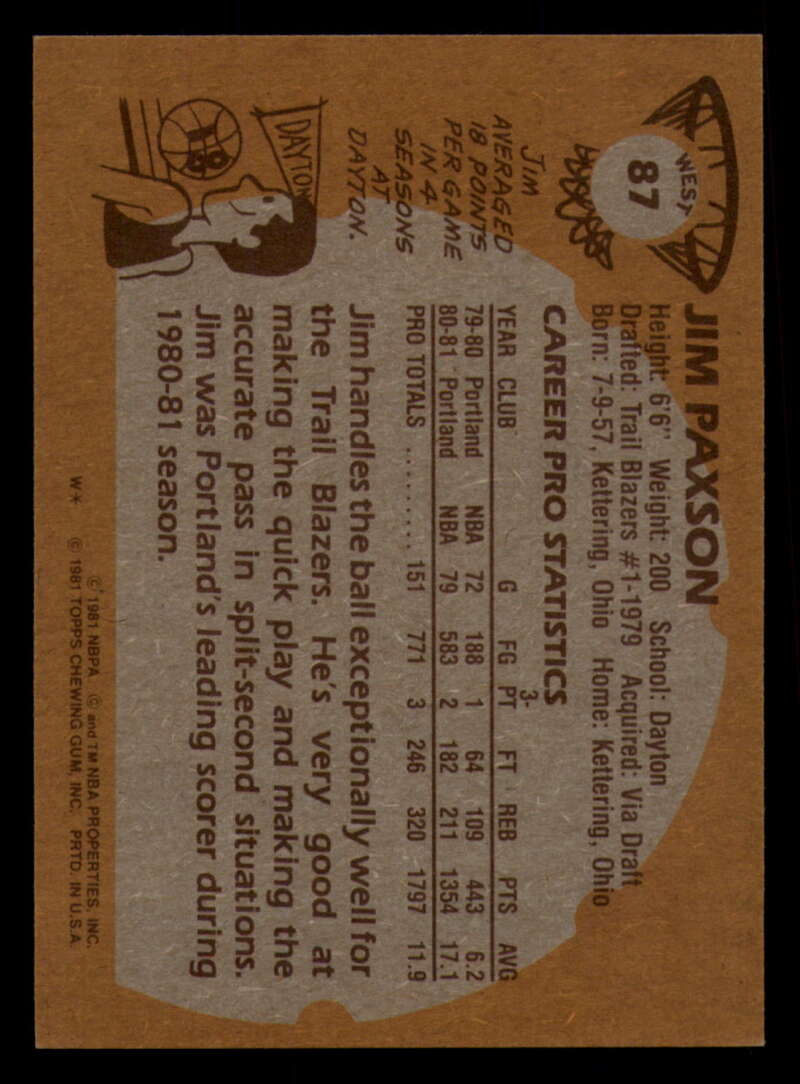 WEST
87
JIM PAXSON
Height: 6'6" Weight: 200 School: Dayton
Drafted: Trail Blazers #1-1979 Acquired: Via Draft
Born: 7-9-57, Kettering, Ohio Home: Kettering, Ohio
JIM
AVERAGED
18 POINTS
PER GAME
IN 4
SEASONS
AT
DAYTON.
DAYTON
CAREER PRO STATISTICS
YEAR CLUB G FG 3-PT FT REB PTS AVG
79-80 Portland NBA 72 188 1 64 109 443 6.2
80-81 Portland NBA 79 583 2 182 211 1354 17.1
PRO TOTALS ......... 151 771 3 246 320 1797 11.9
Jim handles the ball exceptionally well for
the Trail Blazers. He's very good at
making the quick play and making the
accurate pass in split-second situations.
Jim was Portland's leading scorer during
1980-81 season.
© 1981 NBPA © and TM NBA PROPERTIES, INC.
W* © 1981 TOPPS CHEWING GUM, INC. PRTD. IN U.S.A.